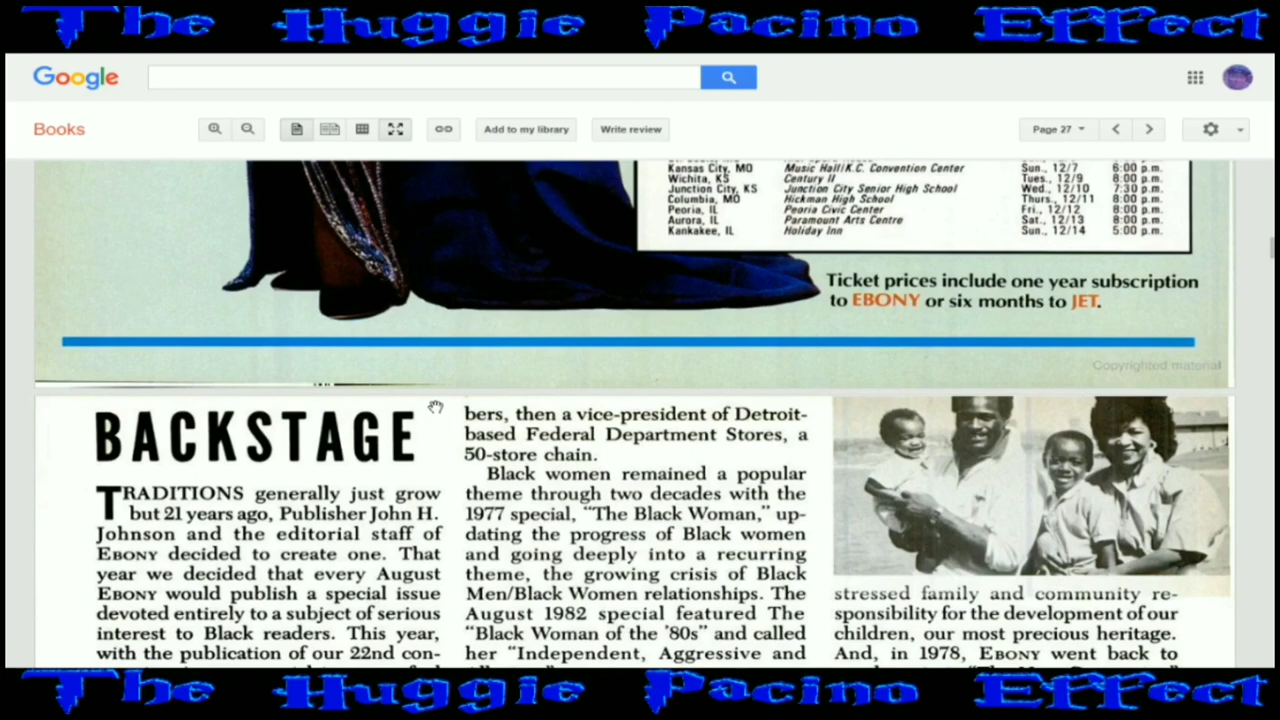 The Huggie Pacino Effect
Google
Books
Add to my library
Write review
Page 27
Kansas City, MO Music Hall/K.C. Convention Center Sun., 12/7 6:00 p.m.
Wichita, KS Century II Tues., 12/9 8:00 p.m.
Junction City, KS Junction City Senior High School Wed., 12/10 7:30 p.m.
Columbia, MO Hickman High School Thurs., 12/11 8:00 p.m.
Peoria, IL Peoria Civic Center Fri., 12/12 8:00 p.m.
Aurora, IL Paramount Arts Centre Sat., 12/13 8:00 p.m.
Kankakee, IL Holiday Inn Sun., 12/14 5:00 p.m.
Ticket prices include one year subscription
to EBONY or six months to JET.
Copyrighted material
BACKSTAGE
TRADITIONS generally just grow
but 21 years ago, Publisher John H.
Johnson and the editorial staff of
EBONY decided to create one. That
year we decided that every August
EBONY would publish a special issue
devoted entirely to a subject of serious
interest to Black readers. This year,
with the publication of our 22nd con-
bers, then a vice-president of Detroit-
based Federal Department Stores, a
50-store chain.
Black women remained a popular
theme through two decades with the
1977 special, “The Black Woman,” up-
dating the progress of Black women
and going deeply into a recurring
theme, the growing crisis of Black
Men/Black Women relationships. The
August 1982 special featured The
“Black Woman of the ’80s” and called
her “Independent, Aggressive and
stressed family and community re-
sponsibility for the development of our
children, our most precious heritage.
And, in 1978, EBONY went back to
The Huggie Pacino Effect